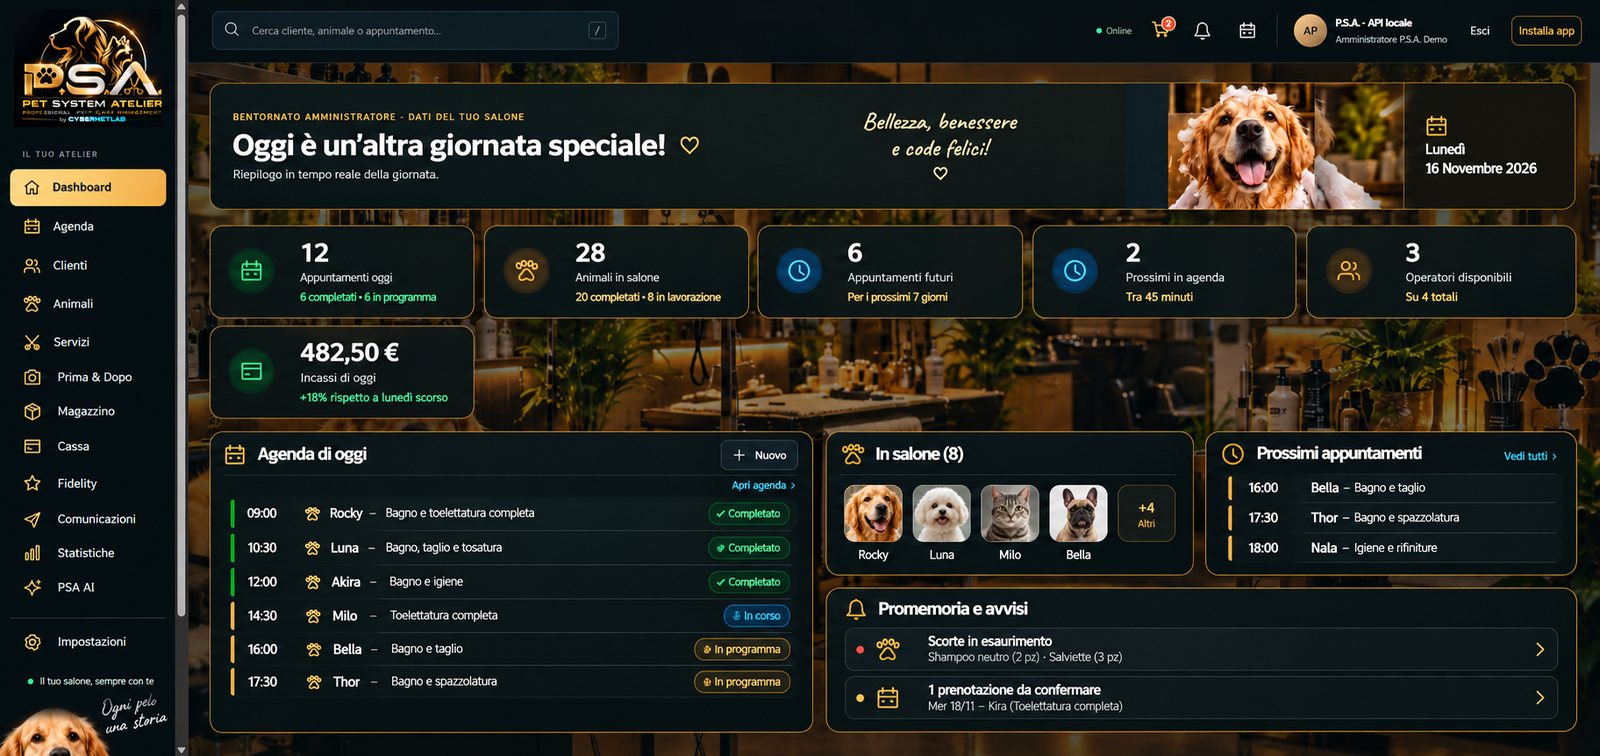 PSA
PET SYSTEM ATELIER
by CYBERNETLAB
IL TUO ATELIER
Dashboard
Agenda
Clienti
Animali
Servizi
Prima & Dopo
Magazzino
Cassa
Fidelity
Comunicazioni
Statistiche
PSA AI
Impostazioni
Il tuo salone, sempre con te
Ogni pelo
una storia
Cerca cliente, animale o appuntamento...
/
Online
2
AP
P.S.A. - API locale
Amministratore P.S.A. Demo
Esci
Installa app
BENTORNATO AMMINISTRATORE - DATI DEL TUO SALONE
Oggi è un'altra giornata speciale!
Riepilogo in tempo reale della giornata.
Bellezza, benessere
e code felici!
Lunedì
16 Novembre 2026
12
Appuntamenti oggi
6 completati • 6 in programma
28
Animali in salone
20 completati • 8 in lavorazione
6
Appuntamenti futuri
Per i prossimi 7 giorni
2
Prossimi in agenda
Tra 45 minuti
3
Operatori disponibili
Su 4 totali
482,50 €
Incassi di oggi
+18% rispetto a lunedì scorso
Agenda di oggi
+ Nuovo
Apri agenda ›
09:00 Rocky – Bagno e toelettatura completa Completato
10:30 Luna – Bagno, taglio e tosatura Completato
12:00 Akira – Bagno e igiene Completato
14:30 Milo – Toelettatura completa In corso
16:00 Bella – Bagno e taglio In programma
17:30 Thor – Bagno e spazzolatura In programma
In salone (8)
Rocky
Luna
Milo
Bella
+4
Altri
Prossimi appuntamenti
Vedi tutti ›
16:00 Bella – Bagno e taglio
17:30 Thor – Bagno e spazzolatura
18:00 Nala – Igiene e rifiniture
Promemoria e avvisi
Scorte in esaurimento
Shampoo neutro (2 pz) · Salviette (3 pz)
1 prenotazione da confermare
Mer 18/11 – Kira (Toelettatura completa)